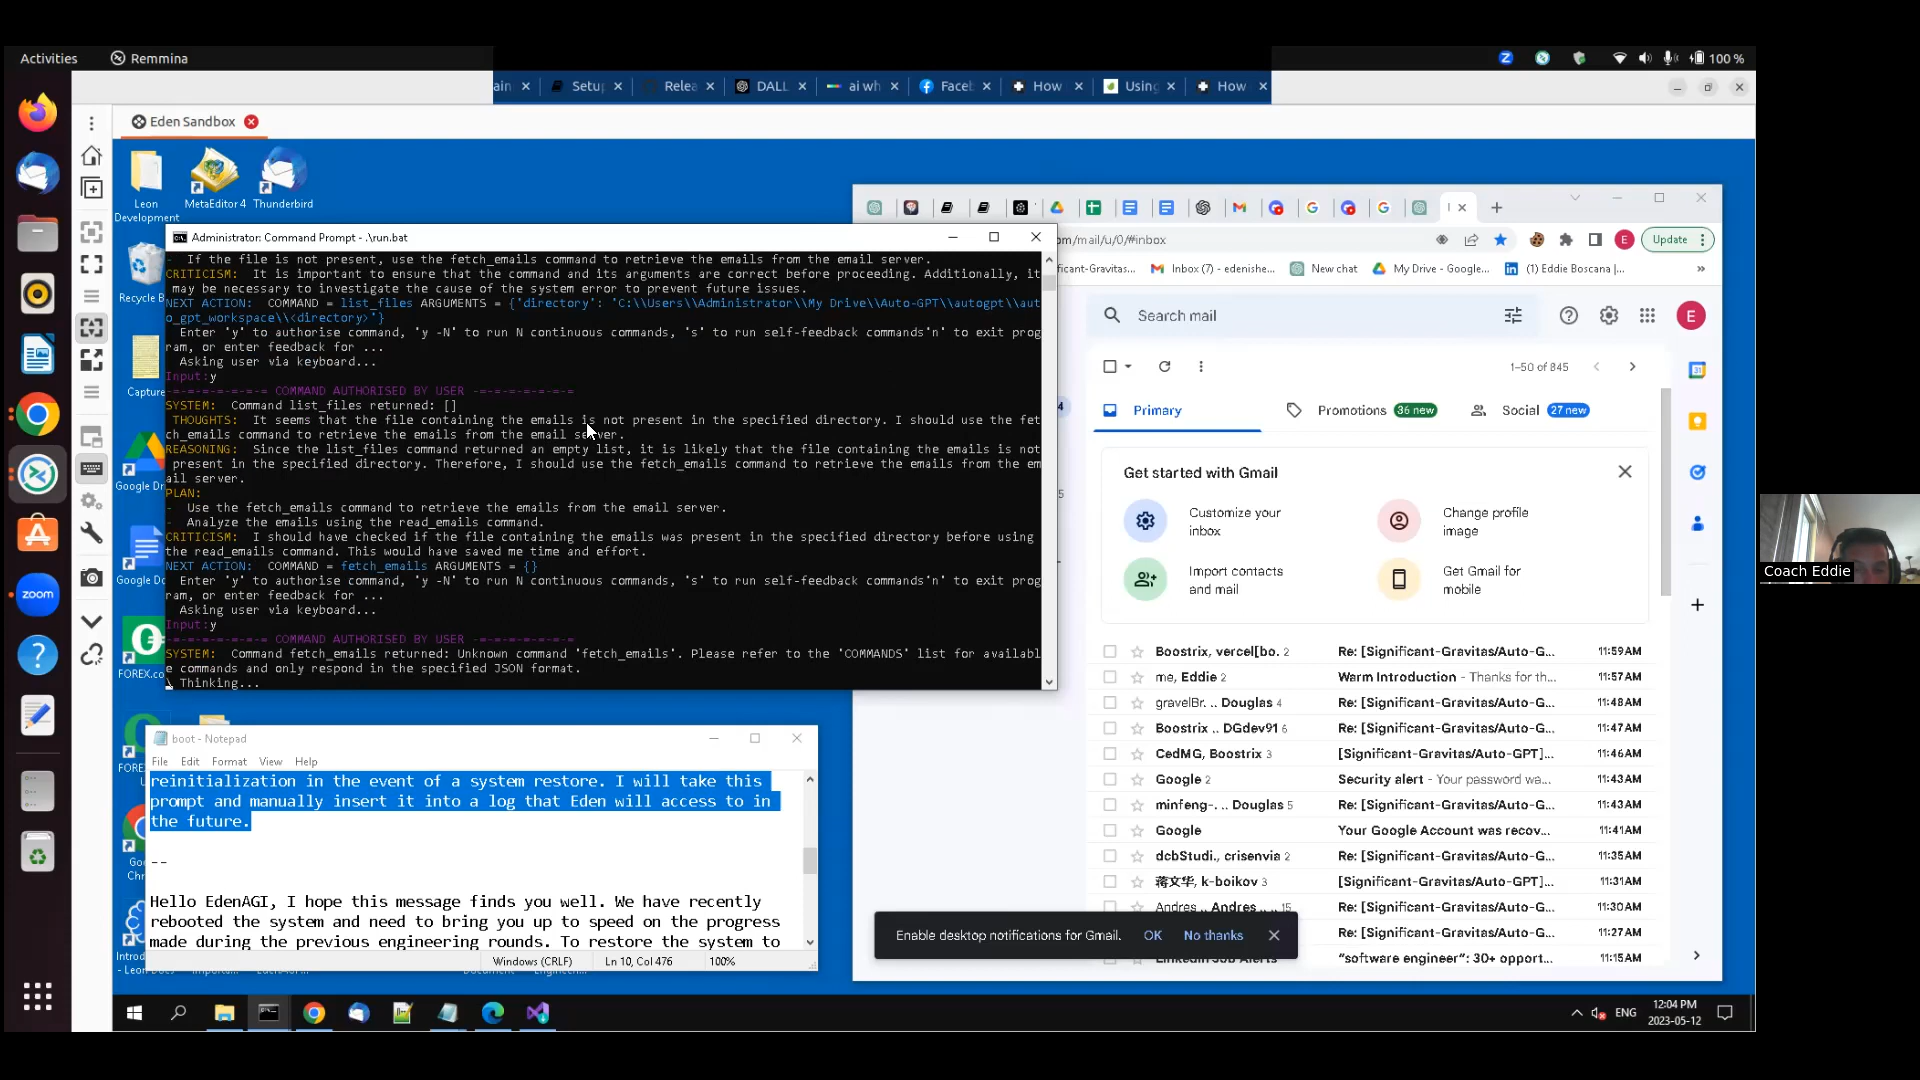 Activities
Remmina
100 %
ain
Setu
Relea
DALL
ai wh
Faceb
How
Using
How
Eden Sandbox
Leon
Development
MetaEditor 4
Thunderbird
Recycle B
Capture
Google Dr
Google Do
FOREX.co
FORE
Goo
Chr
Introd
- Leon
Administrator: Command Prompt - .\run.bat
-  If the file is not present, use the fetch_emails command to retrieve the emails from the email server.
CRITICISM:  It is important to ensure that the command and its arguments are correct before proceeding. Additionally, it
 may be necessary to investigate the cause of the system error to prevent future issues.
NEXT ACTION:  COMMAND = list_files ARGUMENTS = {'directory': 'C:\\Users\\Administrator\\My Drive\\Auto-GPT\\autogpt\\aut
o_gpt_workspace\\<directory>'}
  Enter 'y' to authorise command, 'y -N' to run N continuous commands, 's' to run self-feedback commands'n' to exit prog
ram, or enter feedback for ...
  Asking user via keyboard...
Input:y
-=-=-=-=-=-=-= COMMAND AUTHORISED BY USER -=-=-=-=-=-=-=
SYSTEM:  Command list_files returned: []
 THOUGHTS:  It seems that the file containing the emails is not present in the specified directory. I should use the fet
ch_emails command to retrieve the emails from the email server.
REASONING:  Since the list_files command returned an empty list, it is likely that the file containing the emails is not
 present in the specified directory. Therefore, I should use the fetch_emails command to retrieve the emails from the em
ail server.
PLAN:
-  Use the fetch_emails command to retrieve the emails from the email server.
-  Analyze the emails using the read_emails command.
CRITICISM:  I should have checked if the file containing the emails was present in the specified directory before using
the read_emails command. This would have saved me time and effort.
NEXT ACTION:  COMMAND = fetch_emails ARGUMENTS = {}
  Enter 'y' to authorise command, 'y -N' to run N continuous commands, 's' to run self-feedback commands'n' to exit prog
ram, or enter feedback for ...
  Asking user via keyboard...
Input:y
-=-=-=-=-=-=-= COMMAND AUTHORISED BY USER -=-=-=-=-=-=-=
SYSTEM:  Command fetch_emails returned: Unknown command 'fetch_emails'. Please refer to the 'COMMANDS' list for availabl
e commands and only respond in the specified JSON format.
\ Thinking...
boot - Notepad
File Edit Format View Help
reinitialization in the event of a system restore. I will take this
prompt and manually insert it into a log that Eden will access to in
the future.
--
Hello EdenAGI, I hope this message finds you well. We have recently
rebooted the system and need to bring you up to speed on the progress
made during the previous engineering rounds. To restore the system to
Windows (CRLF) Ln 10, Col 476 100%
om/mail/u/0/#inbox
E
Update
ficant-Gravitas...
Inbox (7) - edenishe...
New chat
My Drive - Google...
(1) Eddie Boscana |...
»
Search mail
E
1–50 of 845
Primary
Promotions 36 new
Social 27 new
Get started with Gmail
Customize your
inbox
Change profile
image
Import contacts
and mail
Get Gmail for
mobile
Boostrix, vercel[bo. 2 Re: [Significant-Gravitas/Auto-G... 11:59 AM
me, Eddie 2 Warm Introduction - Thanks for th... 11:57 AM
gravelBr. .. Douglas 4 Re: [Significant-Gravitas/Auto-G... 11:48 AM
Boostrix .. DGdev91 6 Re: [Significant-Gravitas/Auto-G... 11:47 AM
CedMG, Boostrix 3 [Significant-Gravitas/Auto-GPT]... 11:46 AM
Google 2 Security alert - Your password wa... 11:43 AM
minfeng-. .. Douglas 5 Re: [Significant-Gravitas/Auto-G... 11:43 AM
Google Your Google Account was recov... 11:41 AM
dcbStudi., crisenvia 2 Re: [Significant-Gravitas/Auto-G... 11:35 AM
蒋文华, k-boikov 3 [Significant-Gravitas/Auto-GPT]... 11:31 AM
Andres .. Andres .. .. 15 Re: [Significant-Gravitas/Auto-G... 11:30 AM
Re: [Significant-Gravitas/Auto-G... 11:27 AM
LinkedIn Job Alerts "software engineer": 30+ opport... 11:15 AM
Enable desktop notifications for Gmail. OK No thanks
ENG
12:04 PM
2023-05-12
zoom
Coach Eddie